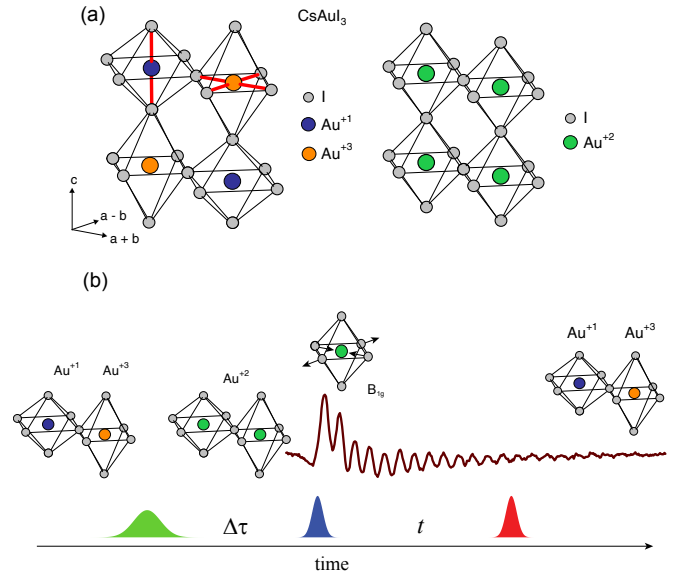 (a)
CsAuI₃
I
Au⁺¹
Au⁺³
I
Au⁺²
c
a - b
a + b
(b)
Au⁺¹ Au⁺³
Au⁺²
B₁g
Au⁺¹ Au⁺³
Δτ
t
time